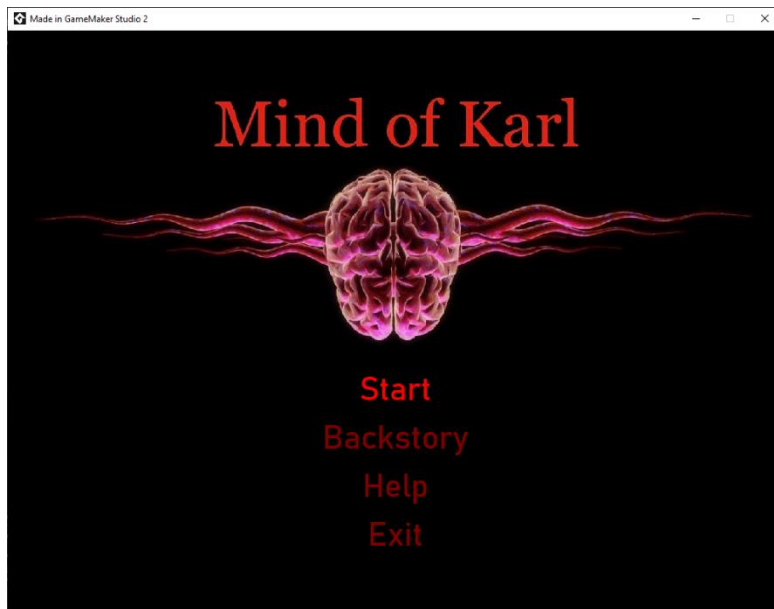 Made in GameMaker Studio 2
Mind of Karl
Start
Backstory
Help
Exit